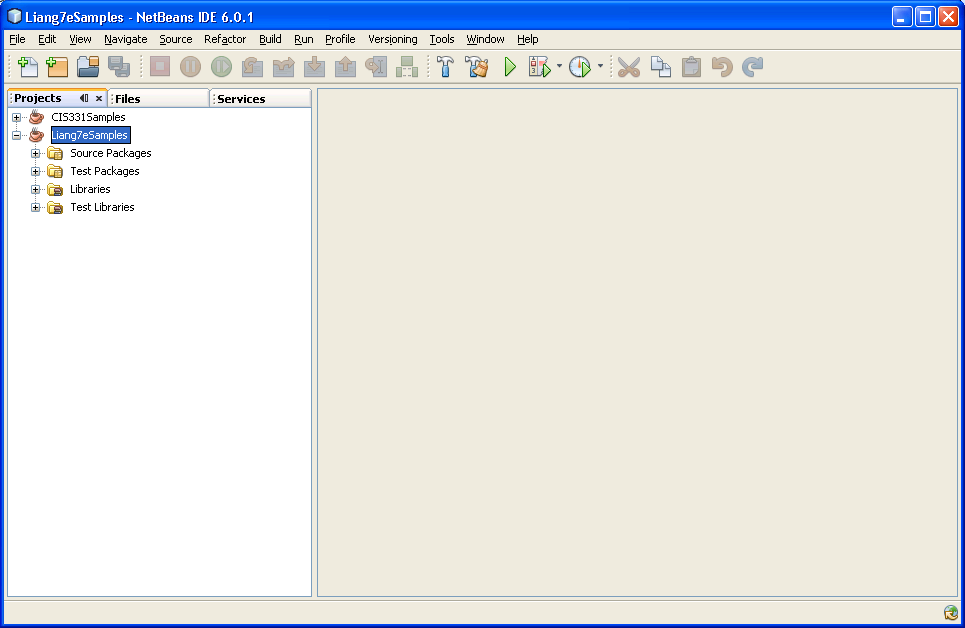 Liang7eSamples - NetBeans IDE 6.0.1
File Edit View Navigate Source Refactor Build Run Profile Versioning Tools Window Help
Projects Files Services
CIS331Samples
Liang7eSamples
Source Packages
Test Packages
Libraries
Test Libraries